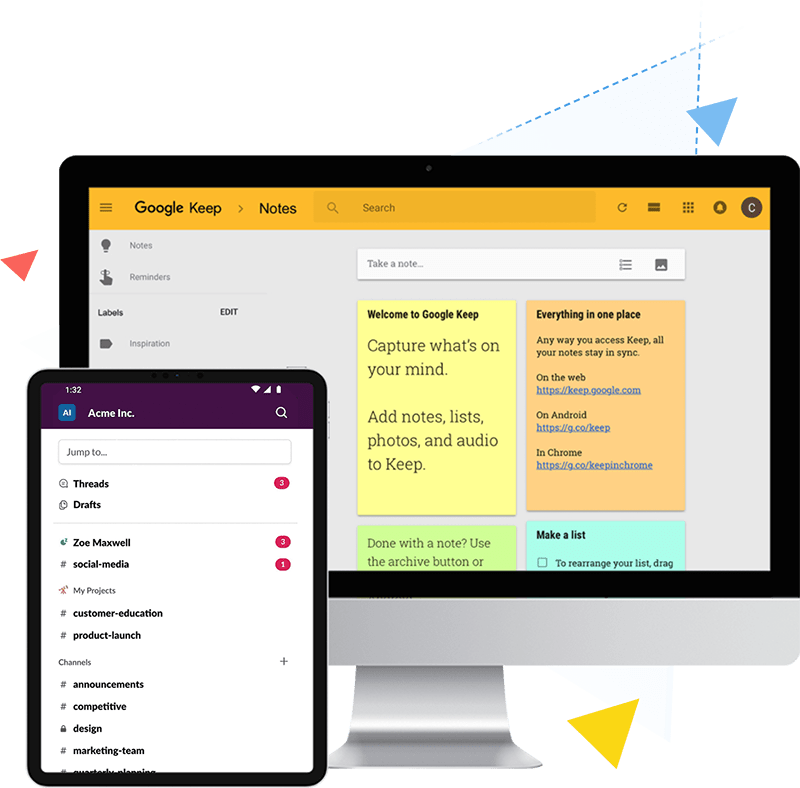 Google Keep > Notes
Search
C
Notes
Reminders
Labels EDIT
Inspiration
Take a note...
Welcome to Google Keep
Capture what's on
your mind.
Add notes, lists,
photos, and audio
to Keep.
Everything in one place
Any way you access Keep, all
your notes stay in sync.
On the web
https://keep.google.com
On Android
https://g.co/keep
In Chrome
https://g.co/keepinchrome
Done with a note? Use
the archive button or
Make a list
To rearrange your list, drag
1:32
AI Acme Inc.
Jump to...
Threads 3
Drafts
Zoe Maxwell 3
# social-media 1
My Projects
# customer-education
# product-launch
Channels +
# announcements
# competitive
design
# marketing-team
# quarterly-planning